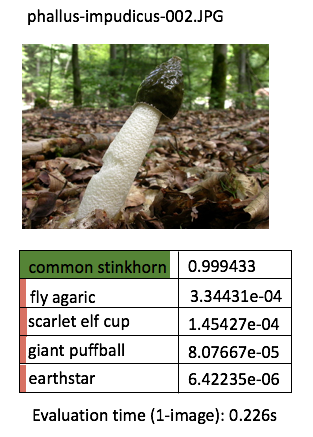 phallus-impudicus-002.JPG
common stinkhorn 0.999433
fly agaric 3.34431e-04
scarlet elf cup 1.45427e-04
giant puffball 8.07667e-05
earthstar 6.42235e-06
Evaluation time (1-image): 0.226s